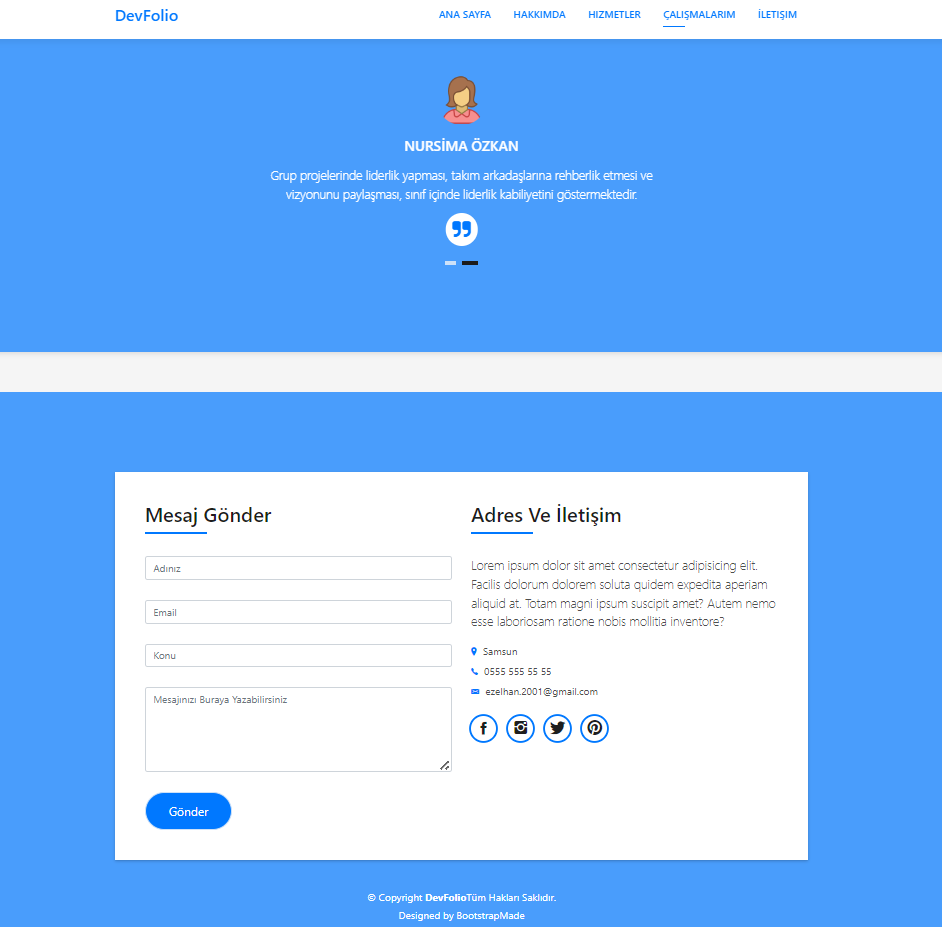 DevFolio
ANA SAYFA HAKKIMDA HIZMETLER ÇALIŞMALARIM İLETIŞIM
NURSİMA ÖZKAN
Grup projelerinde liderlik yapması, takım arkadaşlarına rehberlik etmesi ve
vizyonunu paylaşması, sınıf içinde liderlik kabiliyetini göstermektedir.
Mesaj Gönder
Adınız
Email
Konu
Mesajınızı Buraya Yazabilirsiniz
Gönder
Adres Ve İletişim
Lorem ipsum dolor sit amet consectetur adipisicing elit.
Facilis dolorum dolorem soluta quidem expedita aperiam
aliquid at. Totam magni ipsum suscipit amet? Autem nemo
esse laboriosam ratione nobis mollitia inventore?
Samsun
0555 555 55 55
ezelhan.2001@gmail.com
© Copyright DevFolioTüm Hakları Saklıdır.
Designed by BootstrapMade